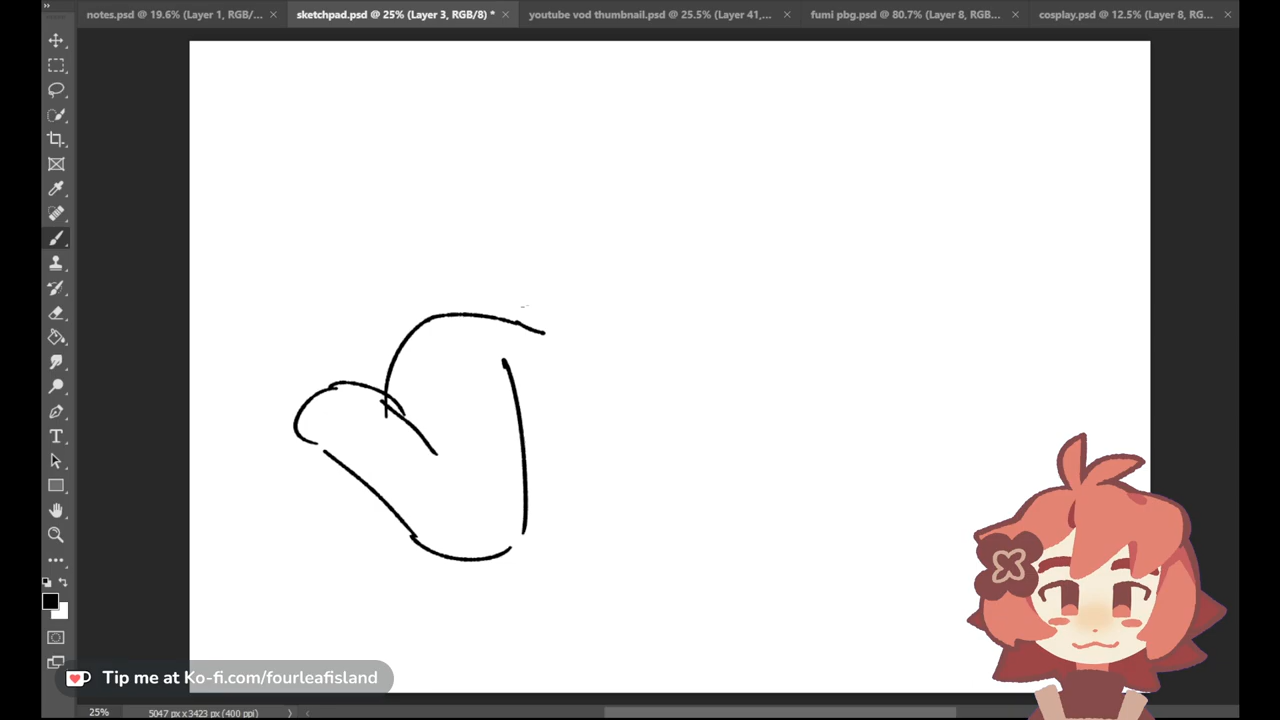 notes.psd @ 19.6% (Layer 1, RGB/...
sketchpad.psd @ 25% (Layer 3, RGB/8) *
youtube vod thumbnail.psd @ 25.5% (Layer 41,...
fumi pbg.psd @ 80.7% (Layer 8, RGB...
cosplay.psd @ 12.5% (Layer 8, RG...
Tip me at Ko-fi.com/fourleafisland
25%
5047 px x 3423 px (400 ppi)